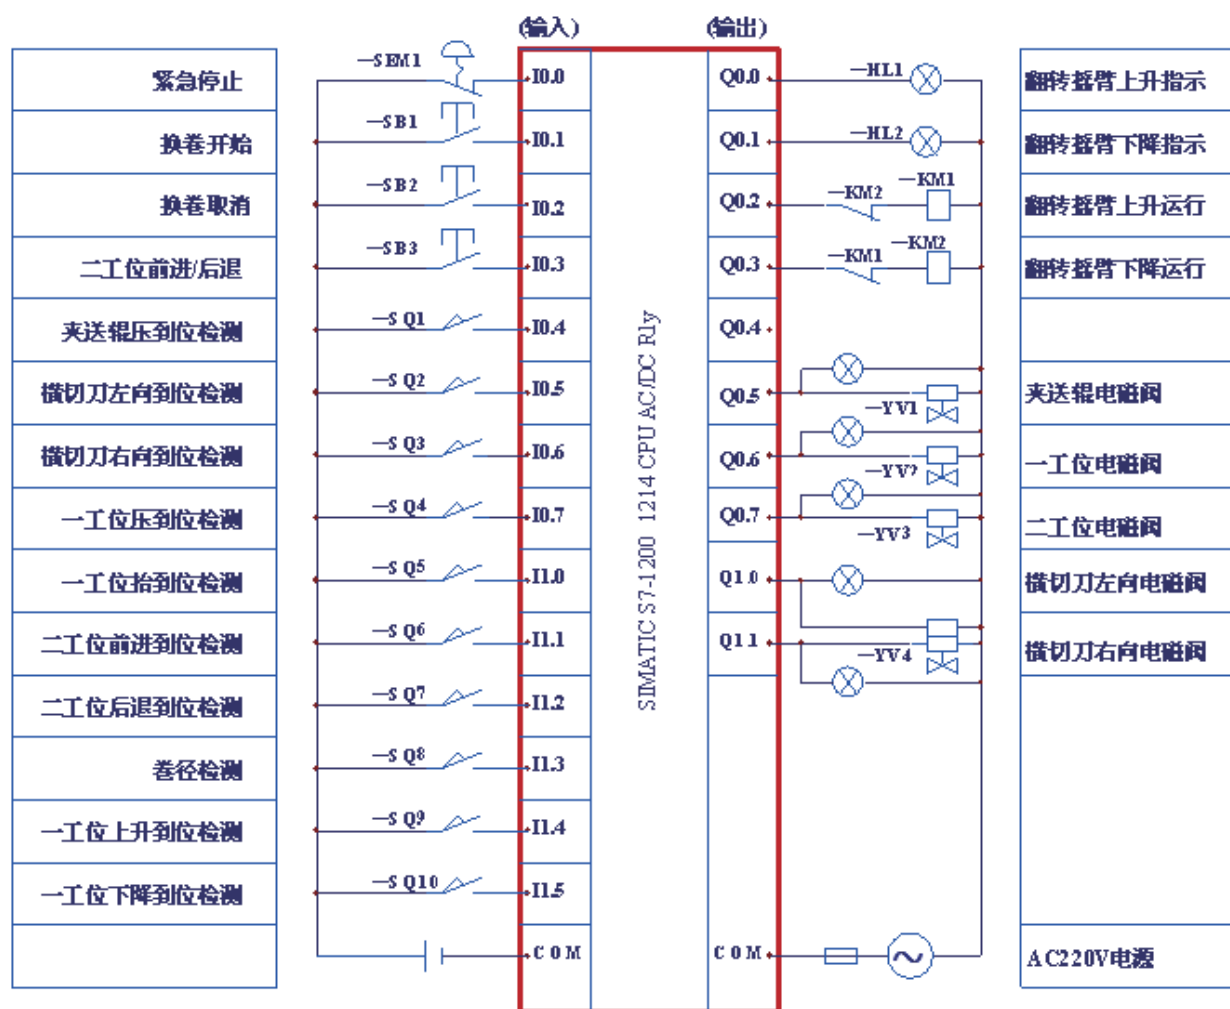 (输入) (输出)
紧急停止 —SEM1 I0.0 Q0.0 —HL1 翻转摇臂上升指示
换卷开始 —SB1 I0.1 Q0.1 —HL2 翻转摇臂下降指示
换卷取消 —SB2 I0.2 Q0.2 —KM2 —KM1 翻转摇臂上升运行
二工位前进/后退 —SB3 I0.3 Q0.3 —KM1 —KM2 翻转摇臂下降运行
夹送辊压到位检测 —SQ1 I0.4 Q0.4
横切刀左向到位检测 —SQ2 I0.5 Q0.5 —YV1 夹送辊电磁阀
横切刀右向到位检测 —SQ3 I0.6 Q0.6 —YV2 一工位电磁阀
一工位压到位检测 —SQ4 I0.7 Q0.7 —YV3 二工位电磁阀
一工位抬到位检测 —SQ5 I1.0 Q1.0 横切刀左向电磁阀
二工位前进到位检测 —SQ6 I1.1 Q1.1 —YV4 横切刀右向电磁阀
二工位后退到位检测 —SQ7 I1.2
卷径检测 —SQ8 I1.3
一工位上升到位检测 —SQ9 I1.4
一工位下降到位检测 —SQ10 I1.5
COM COM AC220V电源
SIMATIC S7-1200 1214 CPU AC/DC Rly